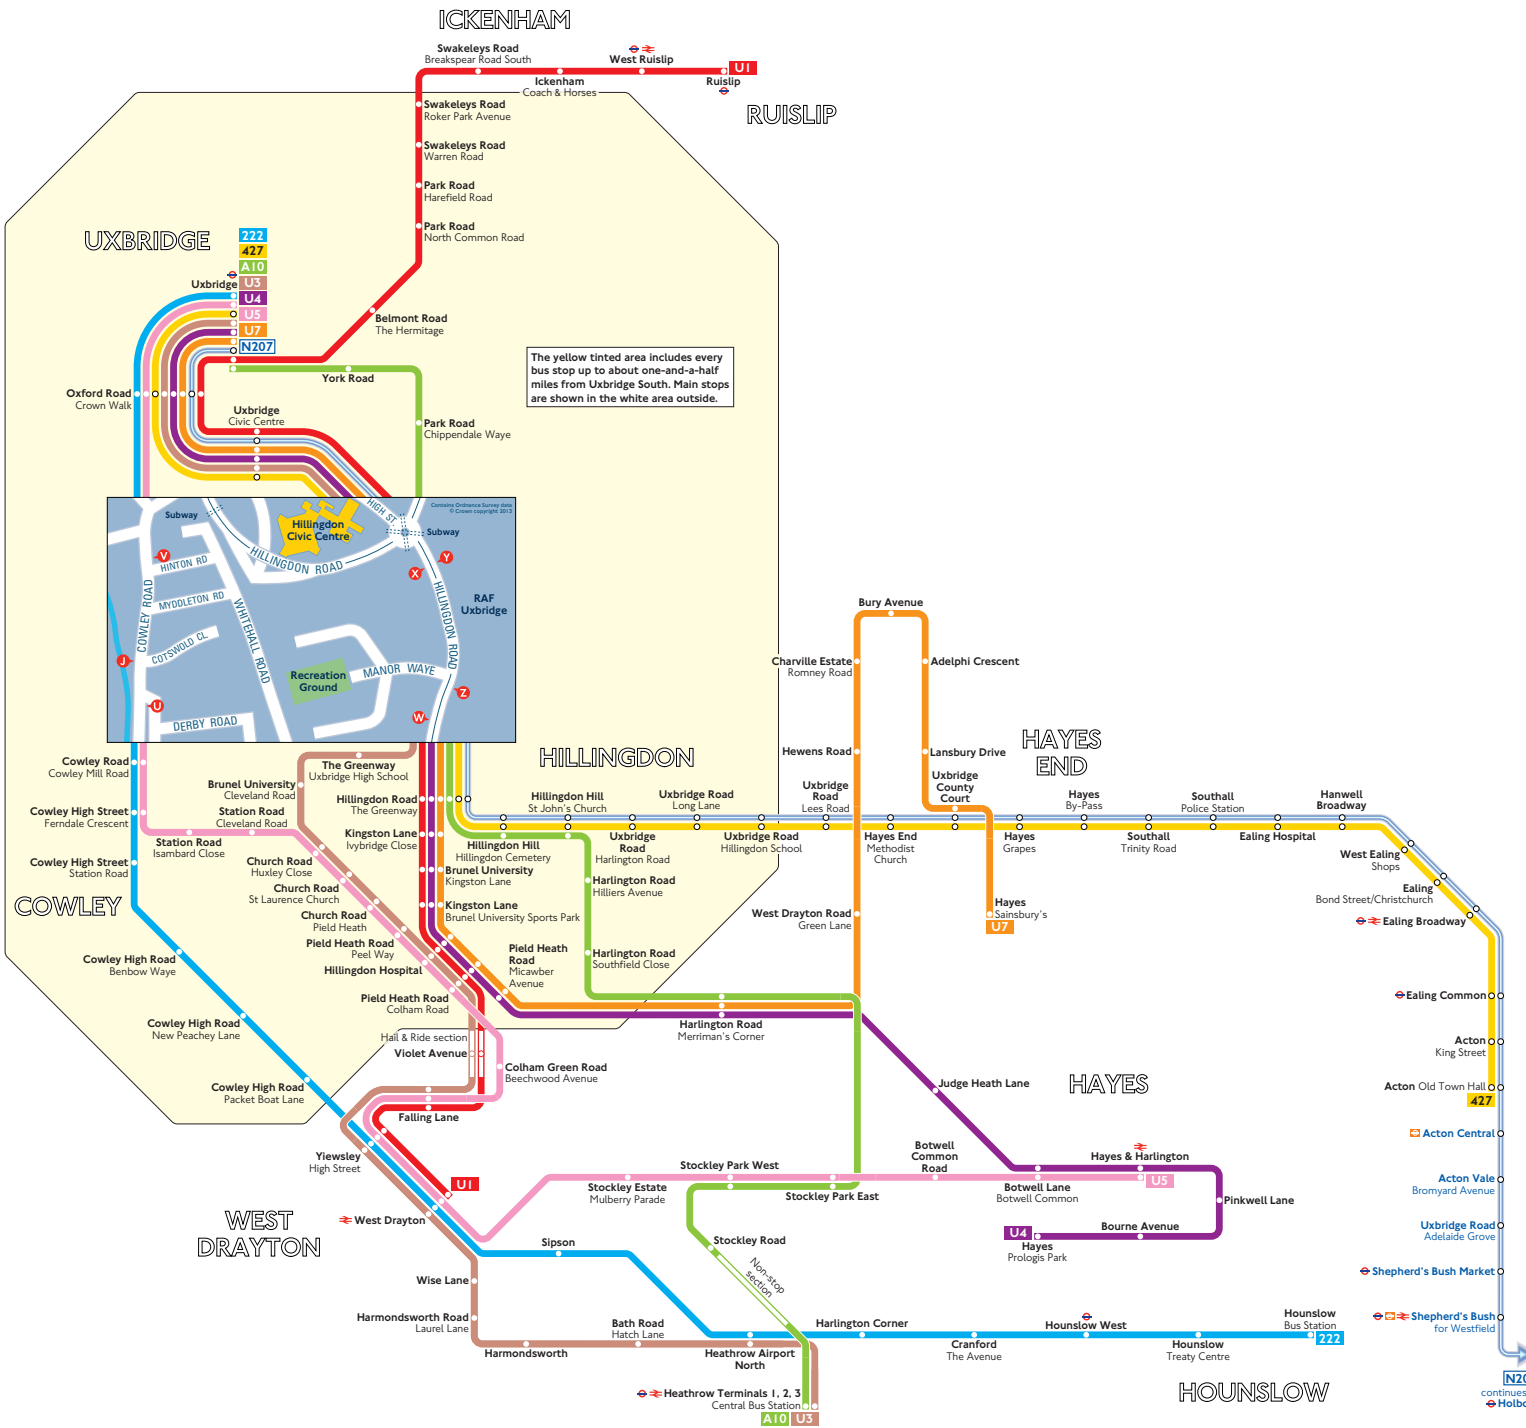 ICKENHAM
Swakeleys Road
Breakspear Road South
West Ruislip
U1
Ickenham
Coach & Horses
Ruislip
RUISLIP
Swakeleys Road
Roker Park Avenue
Swakeleys Road
Warren Road
Park Road
Harefield Road
Park Road
North Common Road
UXBRIDGE
222
427
A10
U3
U4
U5
U7
N207
Uxbridge
Belmont Road
The Hermitage
York Road
The yellow tinted area includes every
bus stop up to about one-and-a-half
miles from Uxbridge South. Main stops
are shown in the white area outside.
Oxford Road
Crown Walk
Uxbridge
Civic Centre
Park Road
Chippendale Waye
Contains Ordnance Survey data
© Crown copyright 2013
HIGH ST
Subway
Hillingdon
Civic Centre
Subway
V
HINTON RD
HILLINGDON ROAD
Y
X
MYDDLETON RD
COWLEY ROAD
WHITEHALL ROAD
HILLINGDON ROAD
RAF
Uxbridge
COTSWOLD CL
J
Recreation
Ground
MANOR WAYE
Z
U
W
DERBY ROAD
Bury Avenue
Charville Estate
Romney Road
Adelphi Crescent
Hewens Road
Lansbury Drive
HAYES
END
HILLINGDON
Cowley Road
Cowley Mill Road
The Greenway
Uxbridge High School
Brunel University
Cleveland Road
Hillingdon Road
The Greenway
Hillingdon Hill
St John's Church
Uxbridge Road
Long Lane
Uxbridge
Road
Lees Road
Uxbridge
County
Court
Hayes
By-Pass
Southall
Police Station
Hanwell
Broadway
Cowley High Street
Ferndale Crescent
Station Road
Cleveland Road
Station Road
Isambard Close
Kingston Lane
Ivybridge Close
Hillingdon Hill
Hillingdon Cemetery
Uxbridge
Road
Harlington Road
Uxbridge Road
Hillingdon School
Hayes End
Methodist
Church
Hayes
Grapes
Southall
Trinity Road
Ealing Hospital
West Ealing
Shops
Cowley High Street
Station Road
Church Road
Huxley Close
Brunel University
Kingston Lane
Harlington Road
Hilliers Avenue
Ealing
Bond Street/Christchurch
COWLEY
Church Road
St Laurence Church
Kingston Lane
Brunel University Sports Park
West Drayton Road
Green Lane
Hayes
Sainsbury's
U7
Ealing Broadway
Church Road
Pield Heath
Pield Heath Road
Peel Way
Pield Heath
Road
Micawber
Avenue
Harlington Road
Southfield Close
Cowley High Road
Benbow Waye
Hillingdon Hospital
Pield Heath Road
Colham Road
Ealing Common
Cowley High Road
New Peachey Lane
Harlington Road
Merriman's Corner
Hail & Ride section
Violet Avenue
Acton
King Street
Colham Green Road
Beechwood Avenue
Judge Heath Lane
HAYES
Cowley High Road
Packet Boat Lane
Acton Old Town Hall
427
Falling Lane
Acton Central
Yiewsley
High Street
Botwell
Common
Road
Hayes & Harlington
Stockley Park West
U1
Stockley Estate
Mulberry Parade
Stockley Park East
Botwell Lane
Botwell Common
U5
Pinkwell Lane
Acton Vale
Bromyard Avenue
WEST
DRAYTON
West Drayton
Bourne Avenue
U4
Hayes
Prologis Park
Uxbridge Road
Adelaide Grove
Sipson
Stockley Road
Non-stop
section
Wise Lane
Shepherd's Bush Market
Harmondsworth Road
Laurel Lane
Bath Road
Hatch Lane
Harlington Corner
Hounslow West
Hounslow
Bus Station
222
Shepherd's Bush
for Westfield
Harmondsworth
Heathrow Airport
North
Cranford
The Avenue
Hounslow
Treaty Centre
Heathrow Terminals 1, 2, 3
Central Bus Station
A10
U3
HOUNSLOW
continues